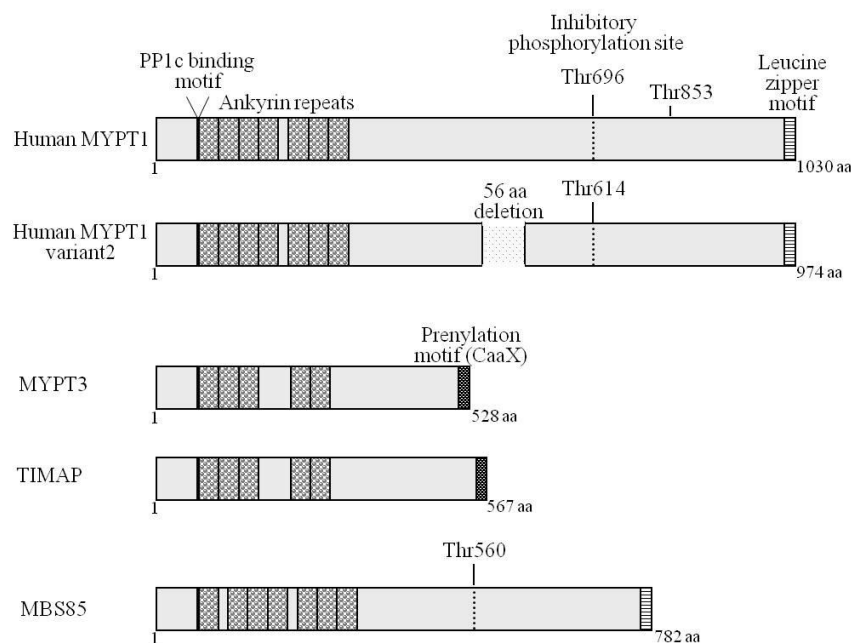 Inhibitory
phosphorylation site
PP1c binding
motif
Ankyrin repeats
Thr696
Thr853
Leucine
zipper
motif
Human MYPT1
1
1030 aa
56 aa
deletion
Thr614
Human MYPT1
variant2
1
974 aa
Prenylation
motif (CaaX)
MYPT3
1
528 aa
TIMAP
1
567 aa
Thr560
MBS85
1
782 aa